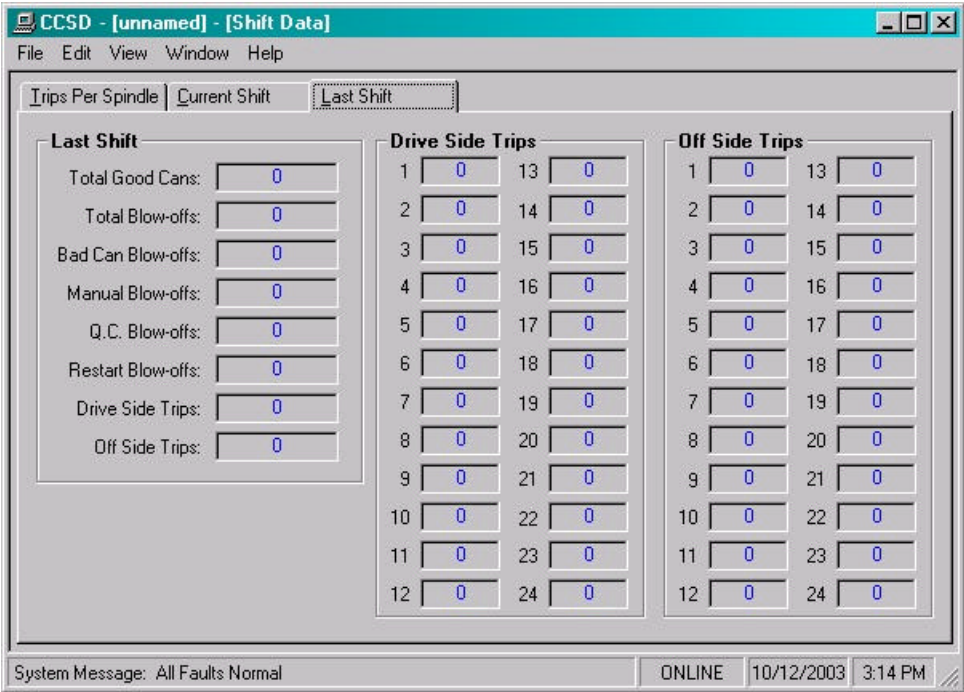 CCSD - [unnamed] - [Shift Data]
File Edit View Window Help
Trips Per Spindle Current Shift Last Shift
Last Shift
Total Good Cans: 0
Total Blow-offs: 0
Bad Can Blow-offs: 0
Manual Blow-offs: 0
Q.C. Blow-offs: 0
Restart Blow-offs: 0
Drive Side Trips: 0
Off Side Trips: 0
Drive Side Trips
1 0 13 0
2 0 14 0
3 0 15 0
4 0 16 0
5 0 17 0
6 0 18 0
7 0 19 0
8 0 20 0
9 0 21 0
10 0 22 0
11 0 23 0
12 0 24 0
Off Side Trips
1 0 13 0
2 0 14 0
3 0 15 0
4 0 16 0
5 0 17 0
6 0 18 0
7 0 19 0
8 0 20 0
9 0 21 0
10 0 22 0
11 0 23 0
12 0 24 0
System Message: All Faults Normal ONLINE 10/12/2003 3:14 PM